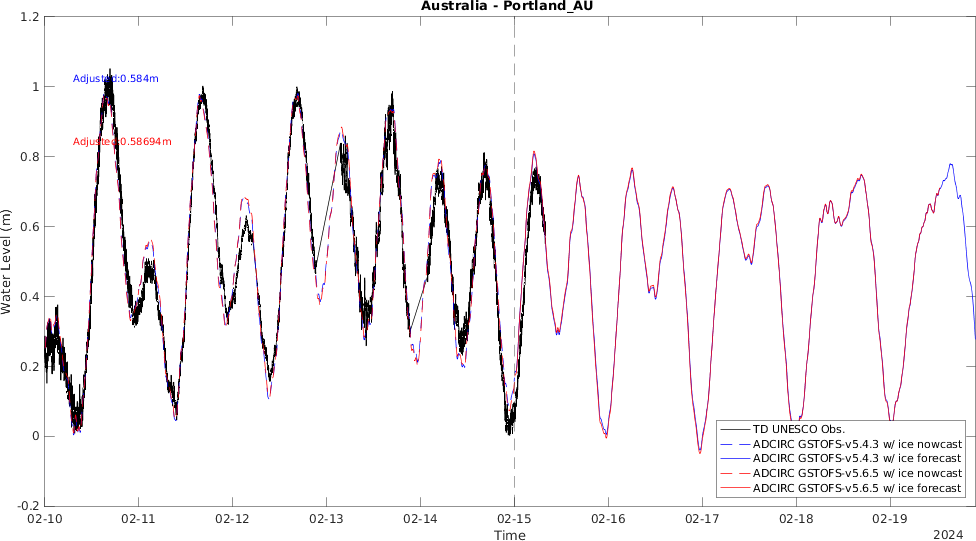 Australia - Portland_AU
1.2
1
0.8
0.6
0.4
0.2
0
-0.2
Water Level (m)
Adjusted:0.584m
Adjusted:0.58694m
TD UNESCO Obs.
ADCIRC GSTOFS-v5.4.3 w/ ice nowcast
ADCIRC GSTOFS-v5.4.3 w/ ice forecast
ADCIRC GSTOFS-v5.6.5 w/ ice nowcast
ADCIRC GSTOFS-v5.6.5 w/ ice forecast
02-10 02-11 02-12 02-13 02-14 02-15 02-16 02-17 02-18 02-19
Time
2024